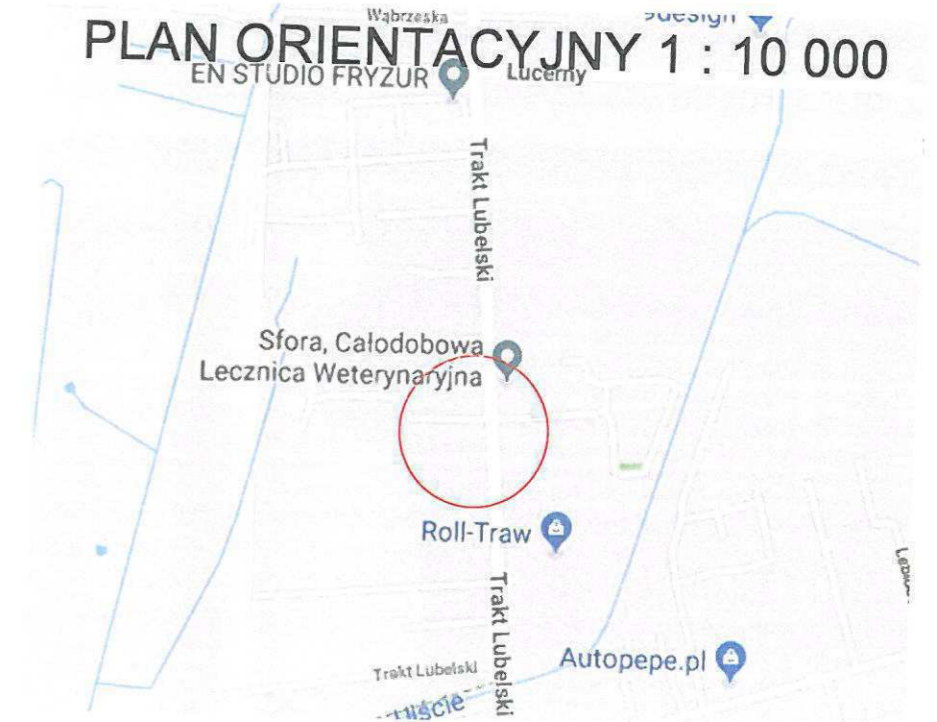 Wąbrzeska
PLAN ORIENTACYJNY 1 : 10 000
EN STUDIO FRYZUR
Lucerny
Trakt Lubelski
Sfora, Całodobowa
Lecznica Weterynaryjna
Roll-Traw
Trakt Lubelski
Autopepe.pl
Trakt Lubelski